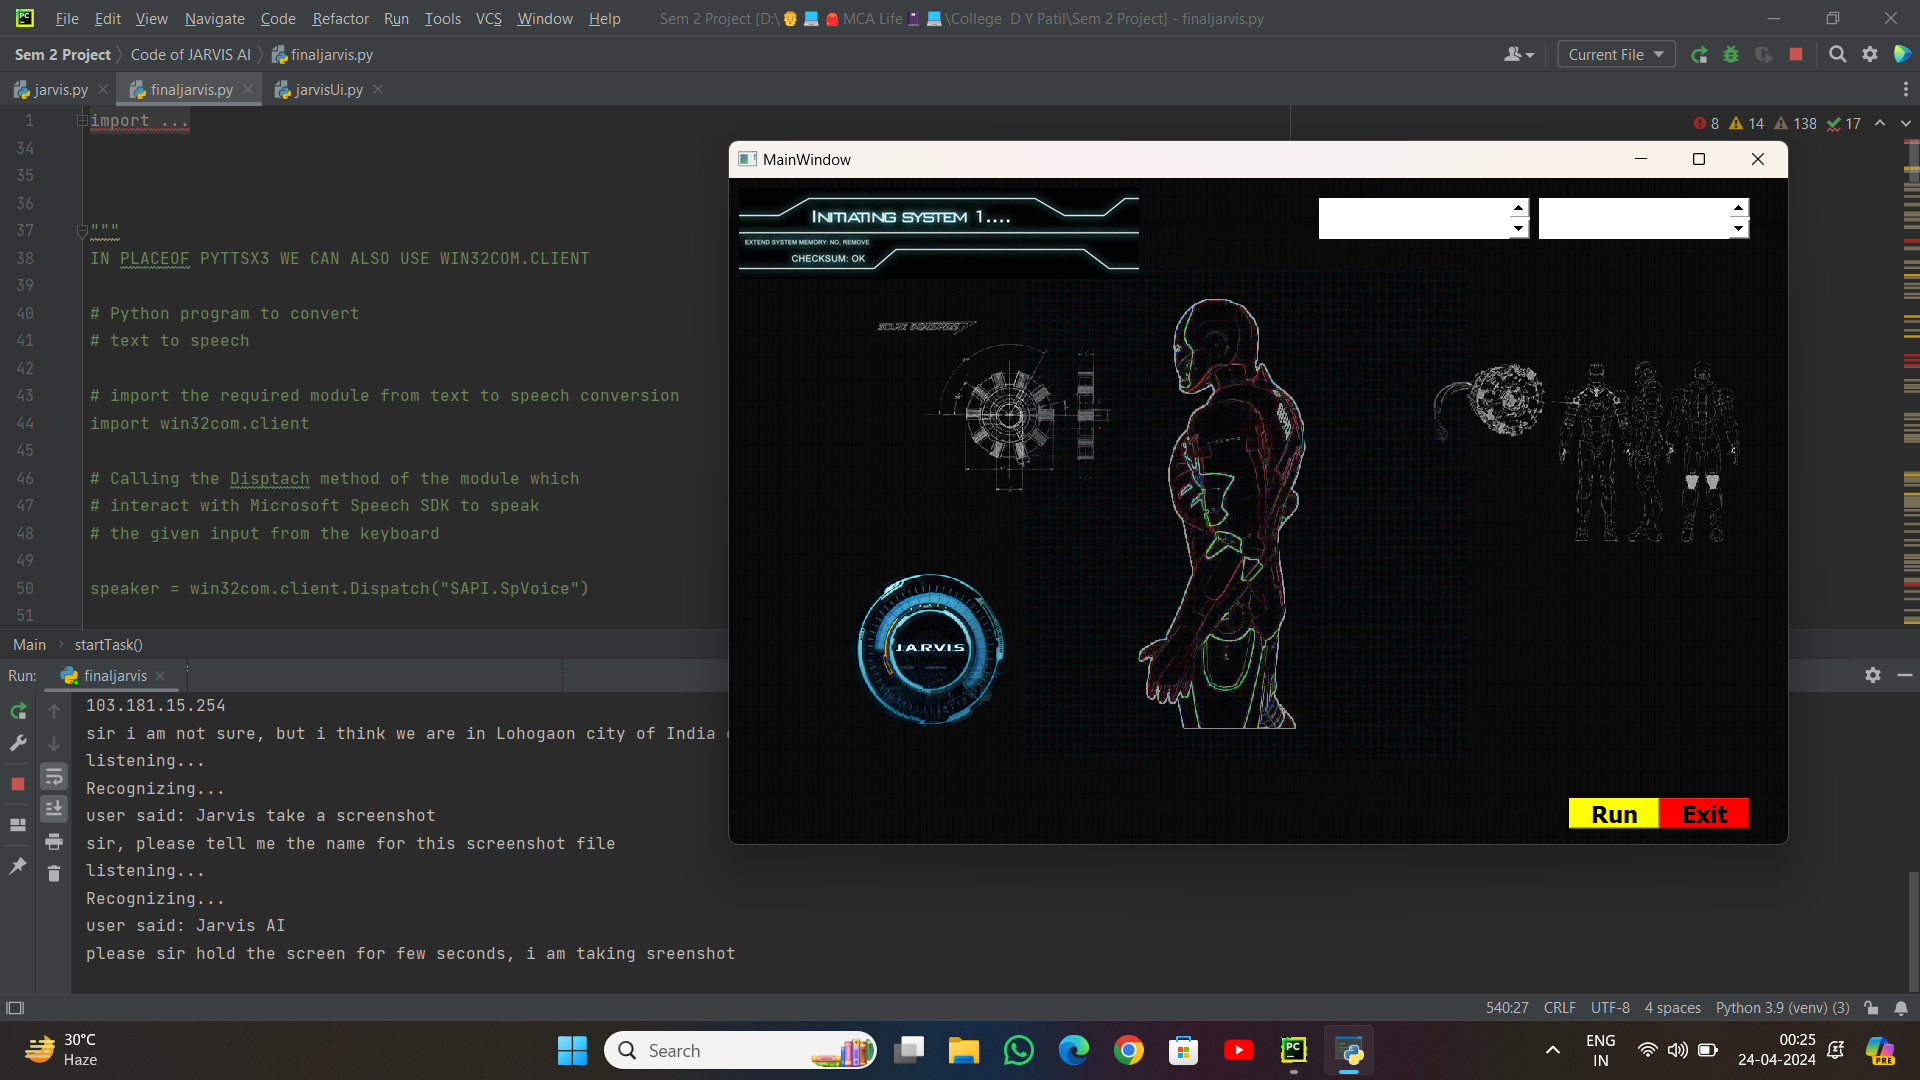 File Edit View Navigate Code Refactor Run Tools VCS Window Help Sem 2 Project [D:\👨‍💻 MCA Life \College D Y Patil\Sem 2 Project] - finaljarvis.py
Sem 2 Project Code of JARVIS AI finaljarvis.py
Current File
jarvis.py finaljarvis.py jarvisUi.py
8 14 138 17
1 import ...
34
35
36
37 """
38 IN PLACEOF PYTTSX3 WE CAN ALSO USE WIN32COM.CLIENT
39
40 # Python program to convert
41 # text to speech
42
43 # import the required module from text to speech conversion
44 import win32com.client
45
46 # Calling the Disptach method of the module which
47 # interact with Microsoft Speech SDK to speak
48 # the given input from the keyboard
49
50 speaker = win32com.client.Dispatch("SAPI.SpVoice")
51
Main startTask()
MainWindow
INITIATING SYSTEM 1....
EXTEND SYSTEM MEMORY: NO, REMOVE
CHECKSUM: OK
JARVIS
Run Exit
Run: finaljarvis
103.181.15.254
sir i am not sure, but i think we are in Lohogaon city of India
listening...
Recognizing...
user said: Jarvis take a screenshot
sir, please tell me the name for this screenshot file
listening...
Recognizing...
user said: Jarvis AI
please sir hold the screen for few seconds, i am taking sreenshot
540:27 CRLF UTF-8 4 spaces Python 3.9 (venv) (3)
30°C
Haze
Search
PC
ENG
IN
00:25
24-04-2024
PRE